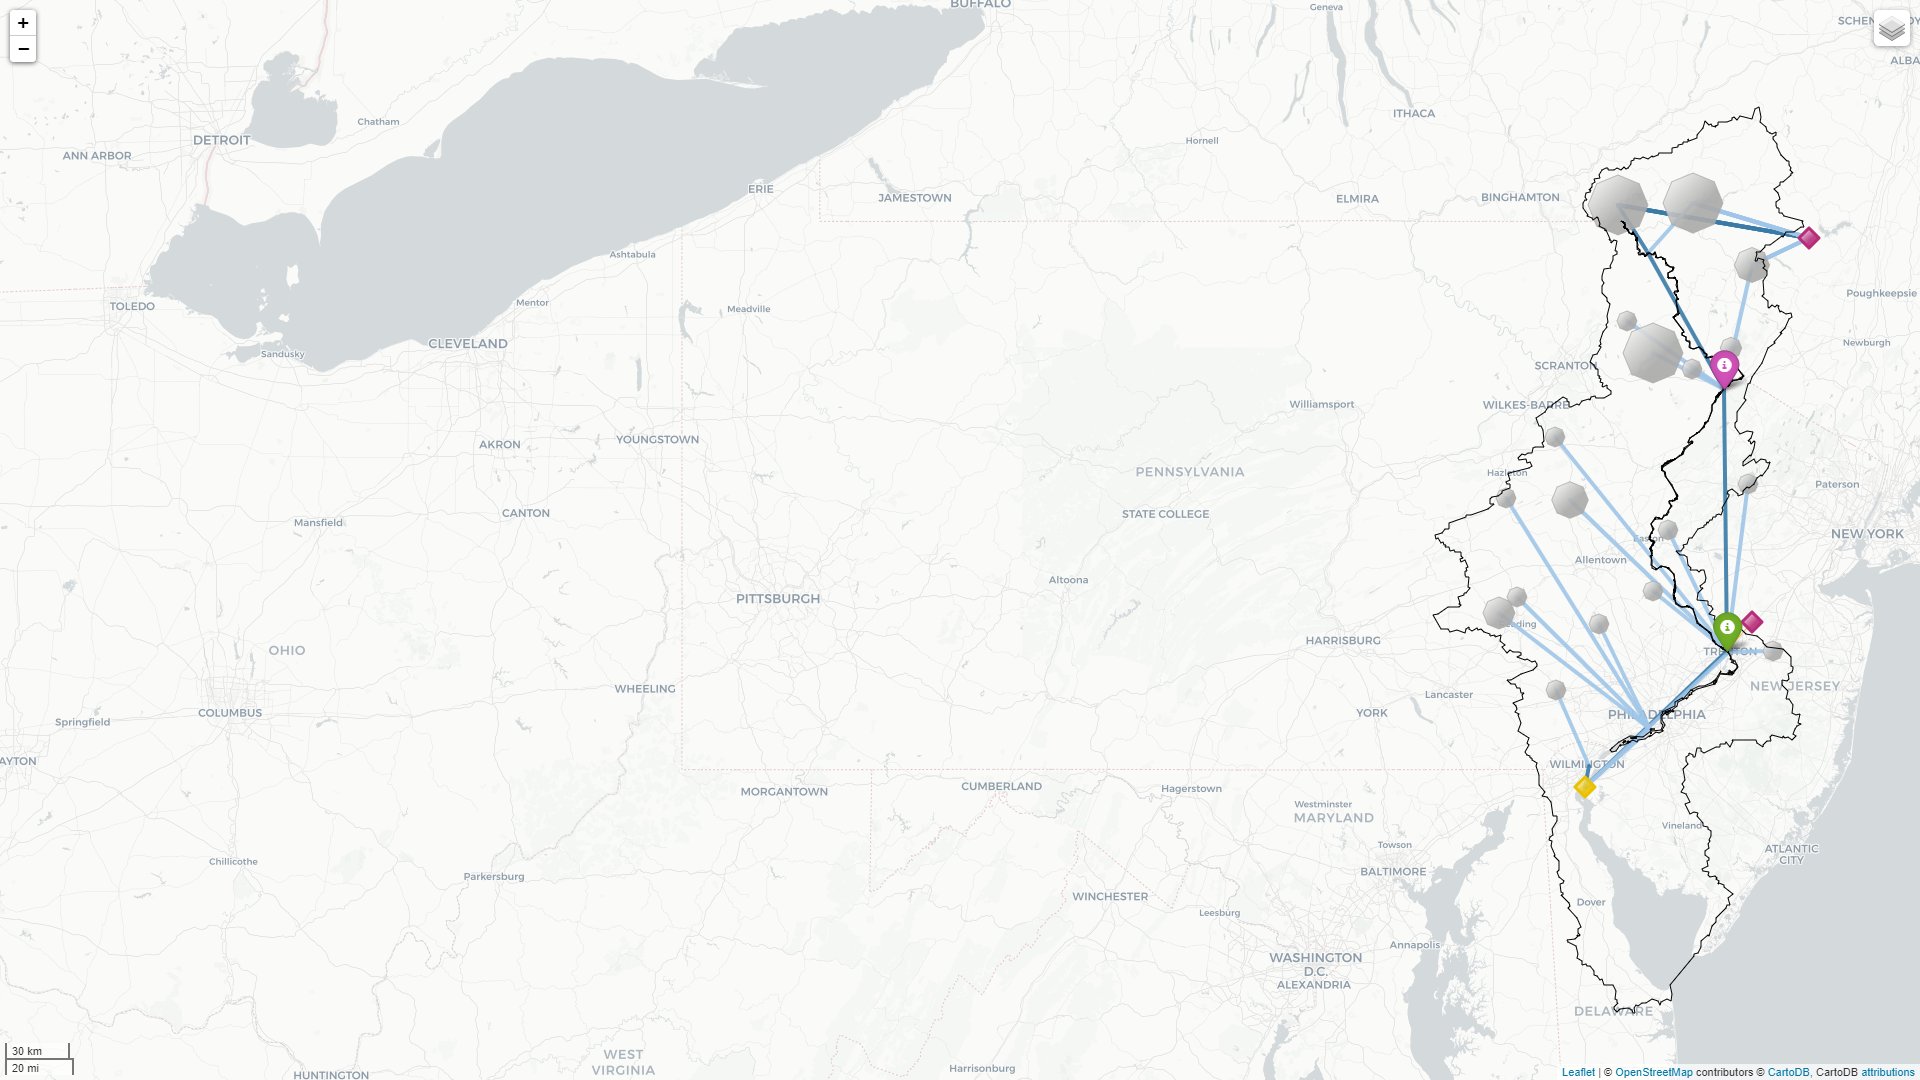 +
−
BUFFALO
Geneva
ALBA
DETROIT
Chatham
ITHACA
ANN ARBOR
Hornell
ERIE
JAMESTOWN
ELMIRA
BINGHAMTON
Ashtabula
TOLEDO
Mentor
Meadville
Poughkeepsie
CLEVELAND
Sandusky
Newburgh
SCRANTON
Williamsport
WILKES-BARRE
AKRON
YOUNGSTOWN
PENNSYLVANIA
Hazleton
Paterson
CANTON
STATE COLLEGE
Mansfield
NEW YORK
Easton
Allentown
Altoona
PITTSBURGH
Reading
HARRISBURG
OHIO
TRENTON
WHEELING
NEW JERSEY
Lancaster
COLUMBUS
YORK
PHILADELPHIA
Springfield
AYTON
WILMINGTON
MORGANTOWN
CUMBERLAND
Hagerstown
Westminster
MARYLAND
Vineland
Towson
ATLANTIC
CITY
Chillicothe
BALTIMORE
Parkersburg
WINCHESTER
Dover
Leesburg
Annapolis
WASHINGTON
D.C.
ALEXANDRIA
DELAWARE
30 km
WEST
VIRGINIA
20 mi
Harrisonburg
HUNTINGTON
Leaflet | © OpenStreetMap contributors © CartoDB, CartoDB attributions